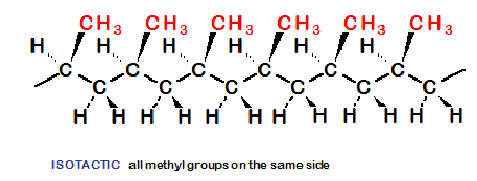 CH3 CH3 CH3 CH3 CH3 CH3
H H H H H H
C C C C C C
C C C C C C
H H H H H H H H H H H H
ISOTACTIC all methyl groups on the same side